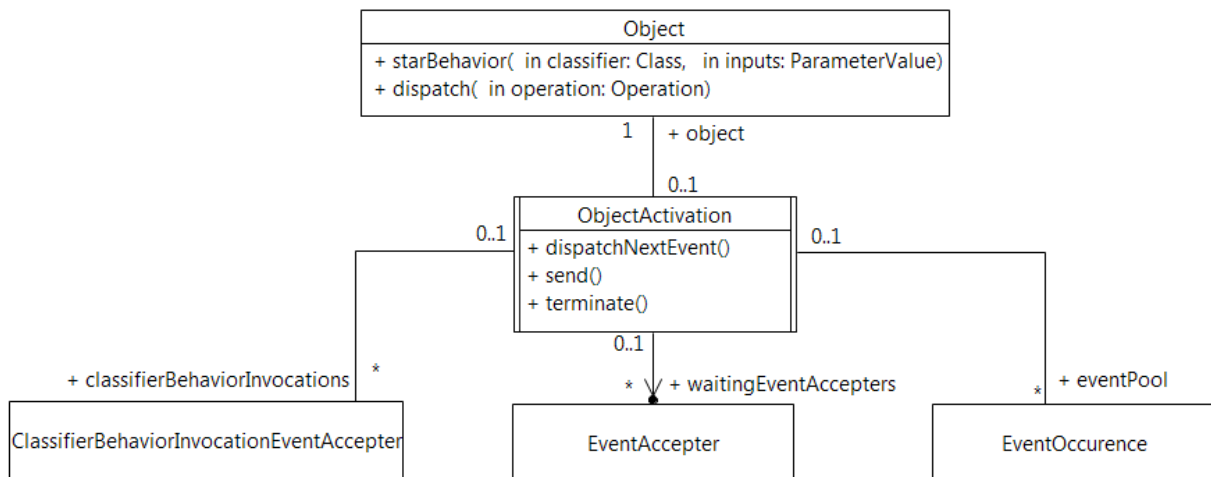 Object
+ starBehavior( in classifier: Class, in inputs: ParameterValue)
+ dispatch( in operation: Operation)
1
+ object
0..1
ObjectActivation
+ dispatchNextEvent()
+ send()
+ terminate()
0..1
0..1
0..1
+ classifierBehaviorInvocations
*
* + waitingEventAccepters
+ eventPool
*
ClassifierBehaviorInvocationEventAccepter
EventAccepter
EventOccurence